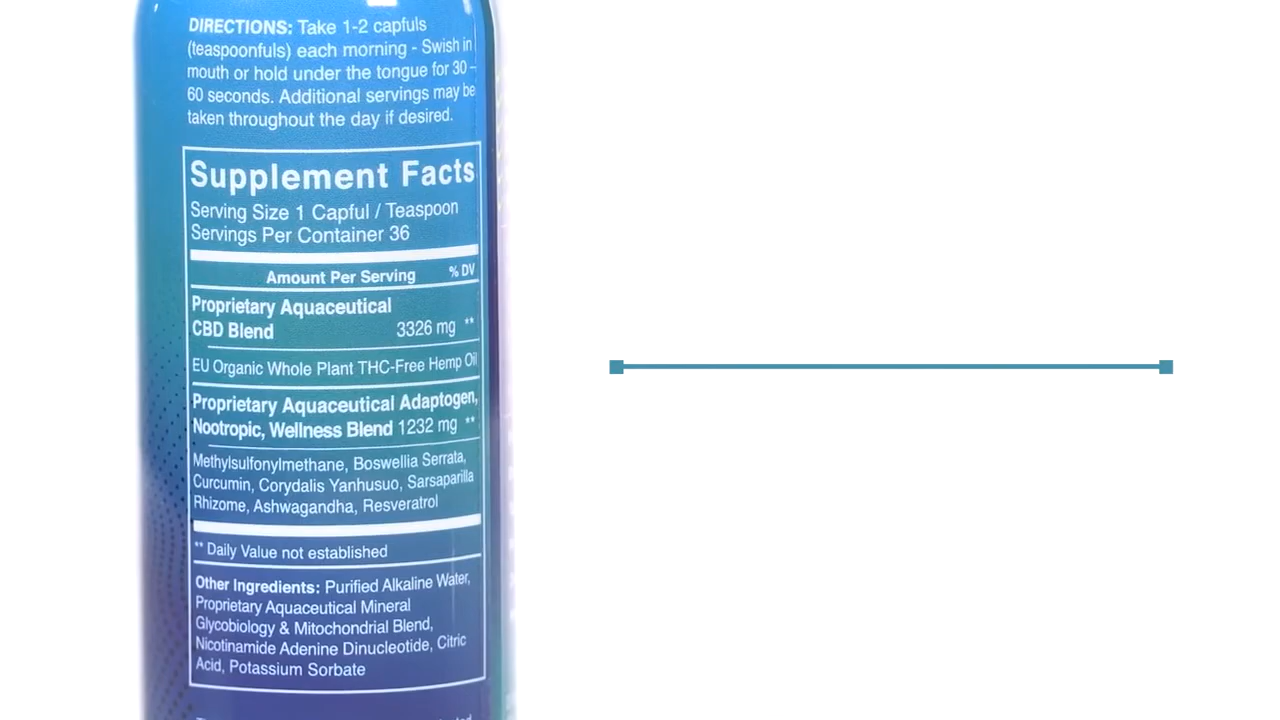 DIRECTIONS: Take 1-2 capfuls
(teaspoonfuls) each morning - Swish in
mouth or hold under the tongue for 30 –
60 seconds. Additional servings may be
taken throughout the day if desired.
Supplement Facts
Serving Size 1 Capful / Teaspoon
Servings Per Container 36
Amount Per Serving % DV
Proprietary Aquaceutical
CBD Blend 3326 mg **
EU Organic Whole Plant THC-Free Hemp Oil
Proprietary Aquaceutical Adaptogen,
Nootropic, Wellness Blend 1232 mg **
Methylsulfonylmethane, Boswellia Serrata,
Curcumin, Corydalis Yanhusuo, Sarsaparilla
Rhizome, Ashwagandha, Resveratrol
** Daily Value not established
Other Ingredients: Purified Alkaline Water,
Proprietary Aquaceutical Mineral
Glycobiology & Mitochondrial Blend,
Nicotinamide Adenine Dinucleotide, Citric
Acid, Potassium Sorbate